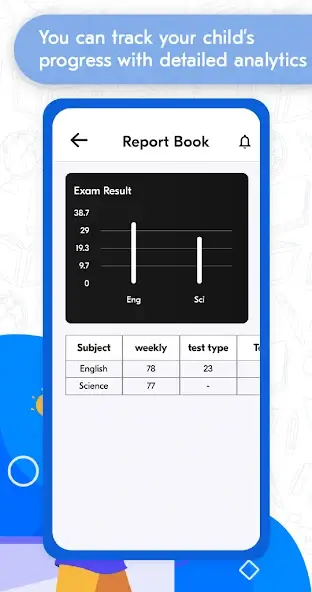 You can track your child's
progress with detailed analytics
Report Book
Exam Result
38.7
29
19.3
9.7
0
Eng Sci
Subject weekly test type
English 78 23
Science 77 -